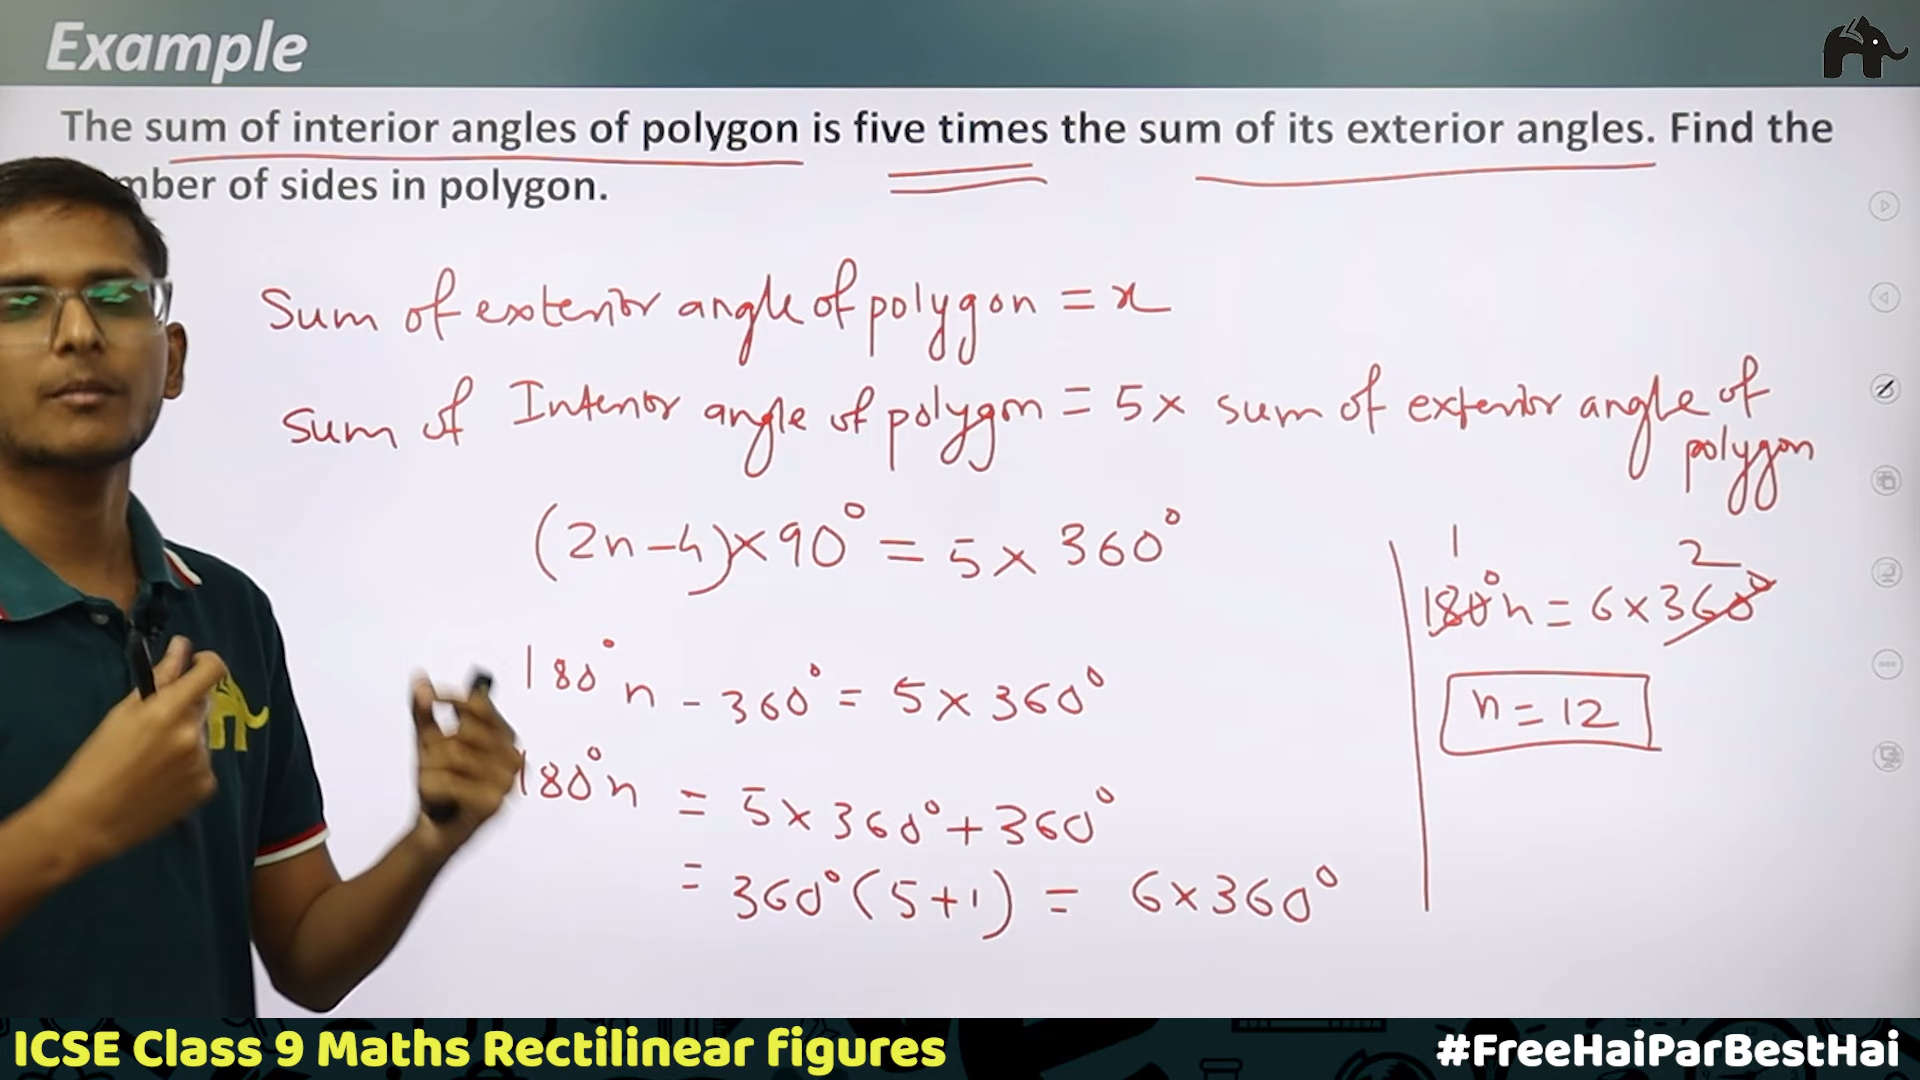 Example
The sum of interior angles of polygon is five times the sum of its exterior angles. Find the
mber of sides in polygon.
Sum of exterior angle of polygon = x
Sum of Interior angle of polygon = 5 × sum of exterior angle of polygon
(2n-4)×90° = 5 × 360°
180°n - 360° = 5 × 360°
180°n = 5 × 360° + 360°
= 360° (5+1) = 6 × 360°
1 2
180°n = 6 × 360°
n = 12
ICSE Class 9 Maths Rectilinear figures
#FreeHaiParBestHai